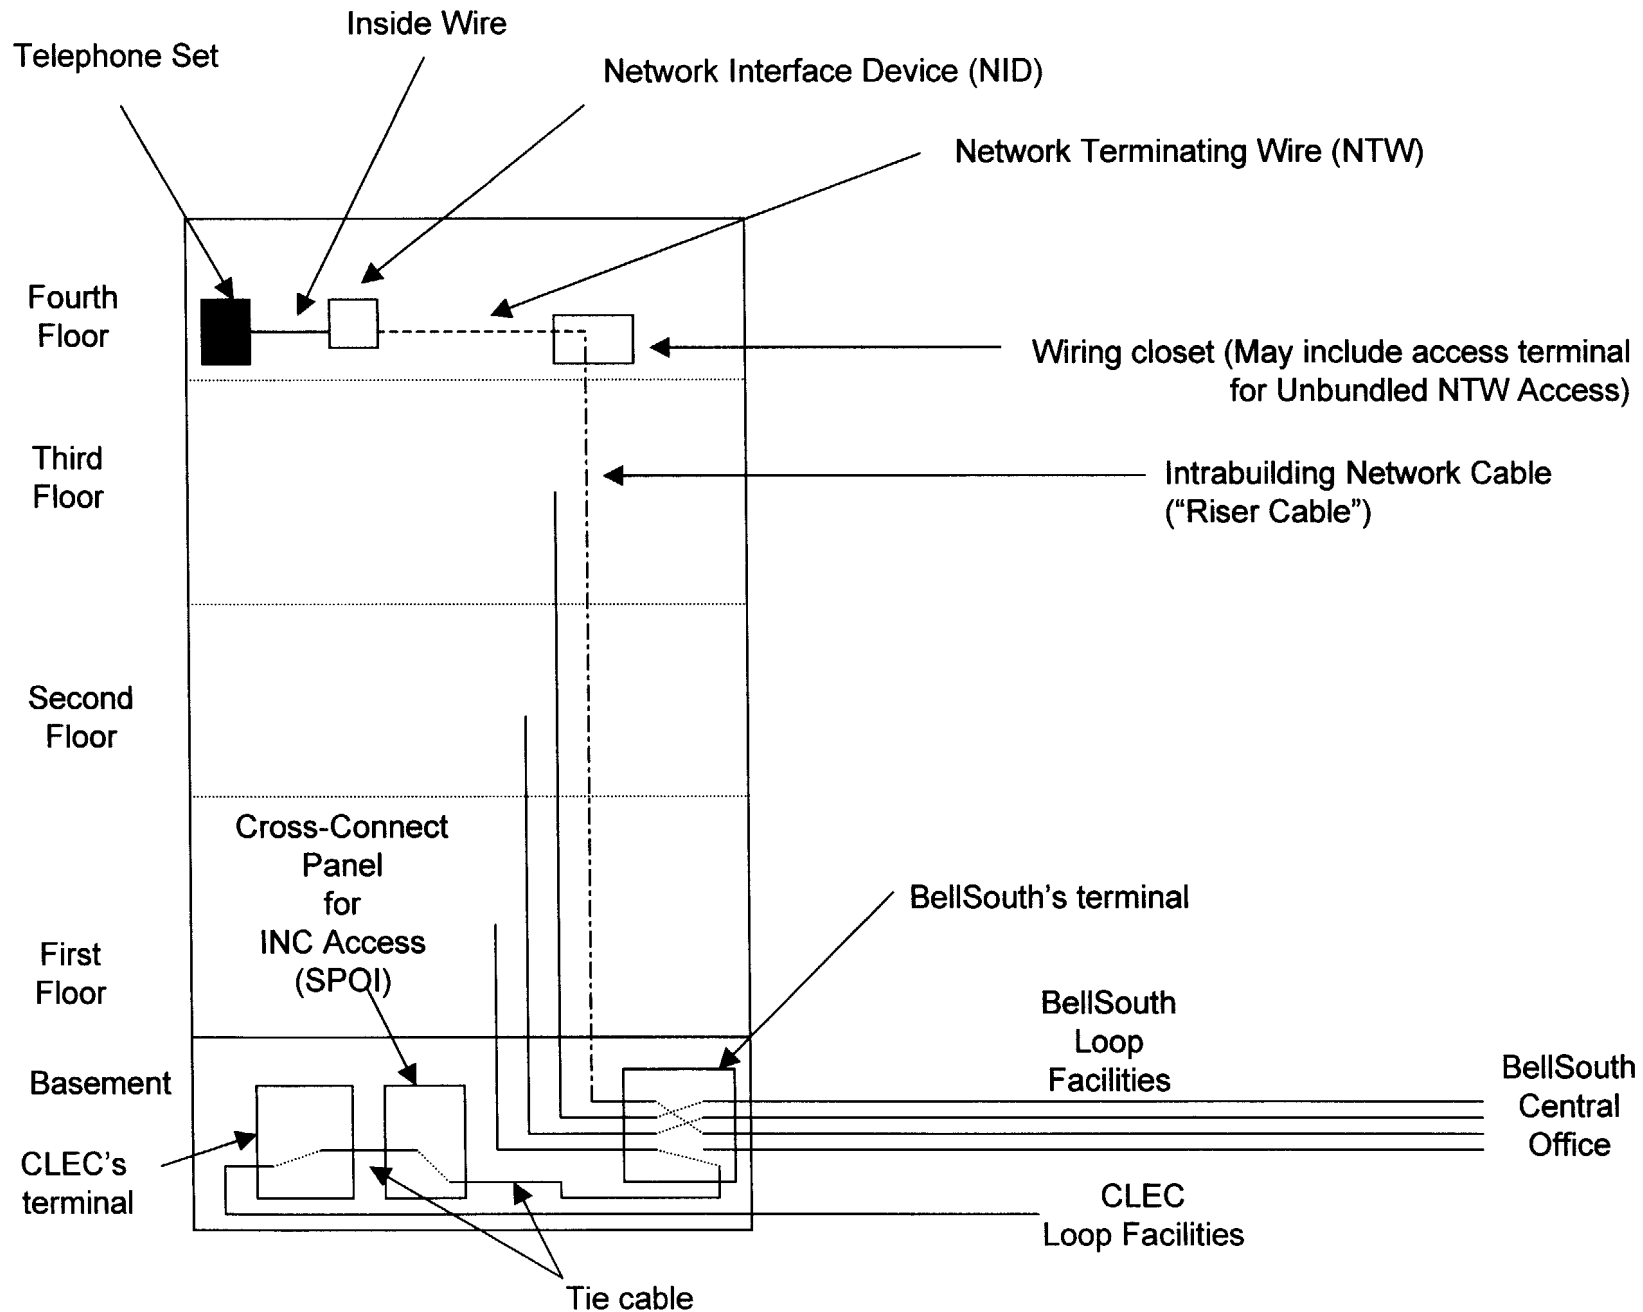 Inside Wire
Telephone Set
Network Interface Device (NID)
Network Terminating Wire (NTW)
Fourth
Floor
Wiring closet (May include access terminal
for Unbundled NTW Access)
Third
Floor
Intrabuilding Network Cable
(“Riser Cable”)
Second
Floor
Cross-Connect
Panel
for
INC Access
(SPOI)
BellSouth’s terminal
First
Floor
BellSouth
Loop
Facilities
Basement
BellSouth
Central
Office
CLEC’s
terminal
CLEC
Loop Facilities
Tie cable